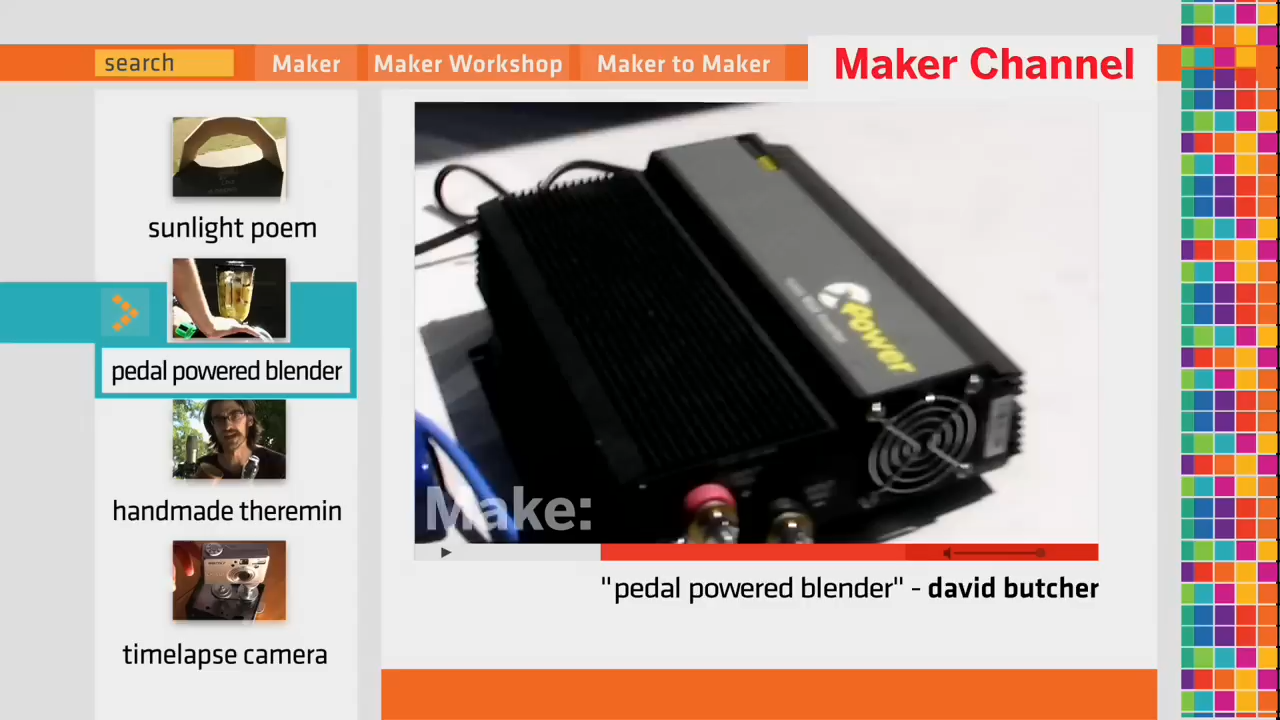 search
Maker
Maker Workshop
Maker to Maker
Maker Channel
sunlight poem
pedal powered blender
handmade theremin
timelapse camera
power
Make:
"pedal powered blender" - david butcher